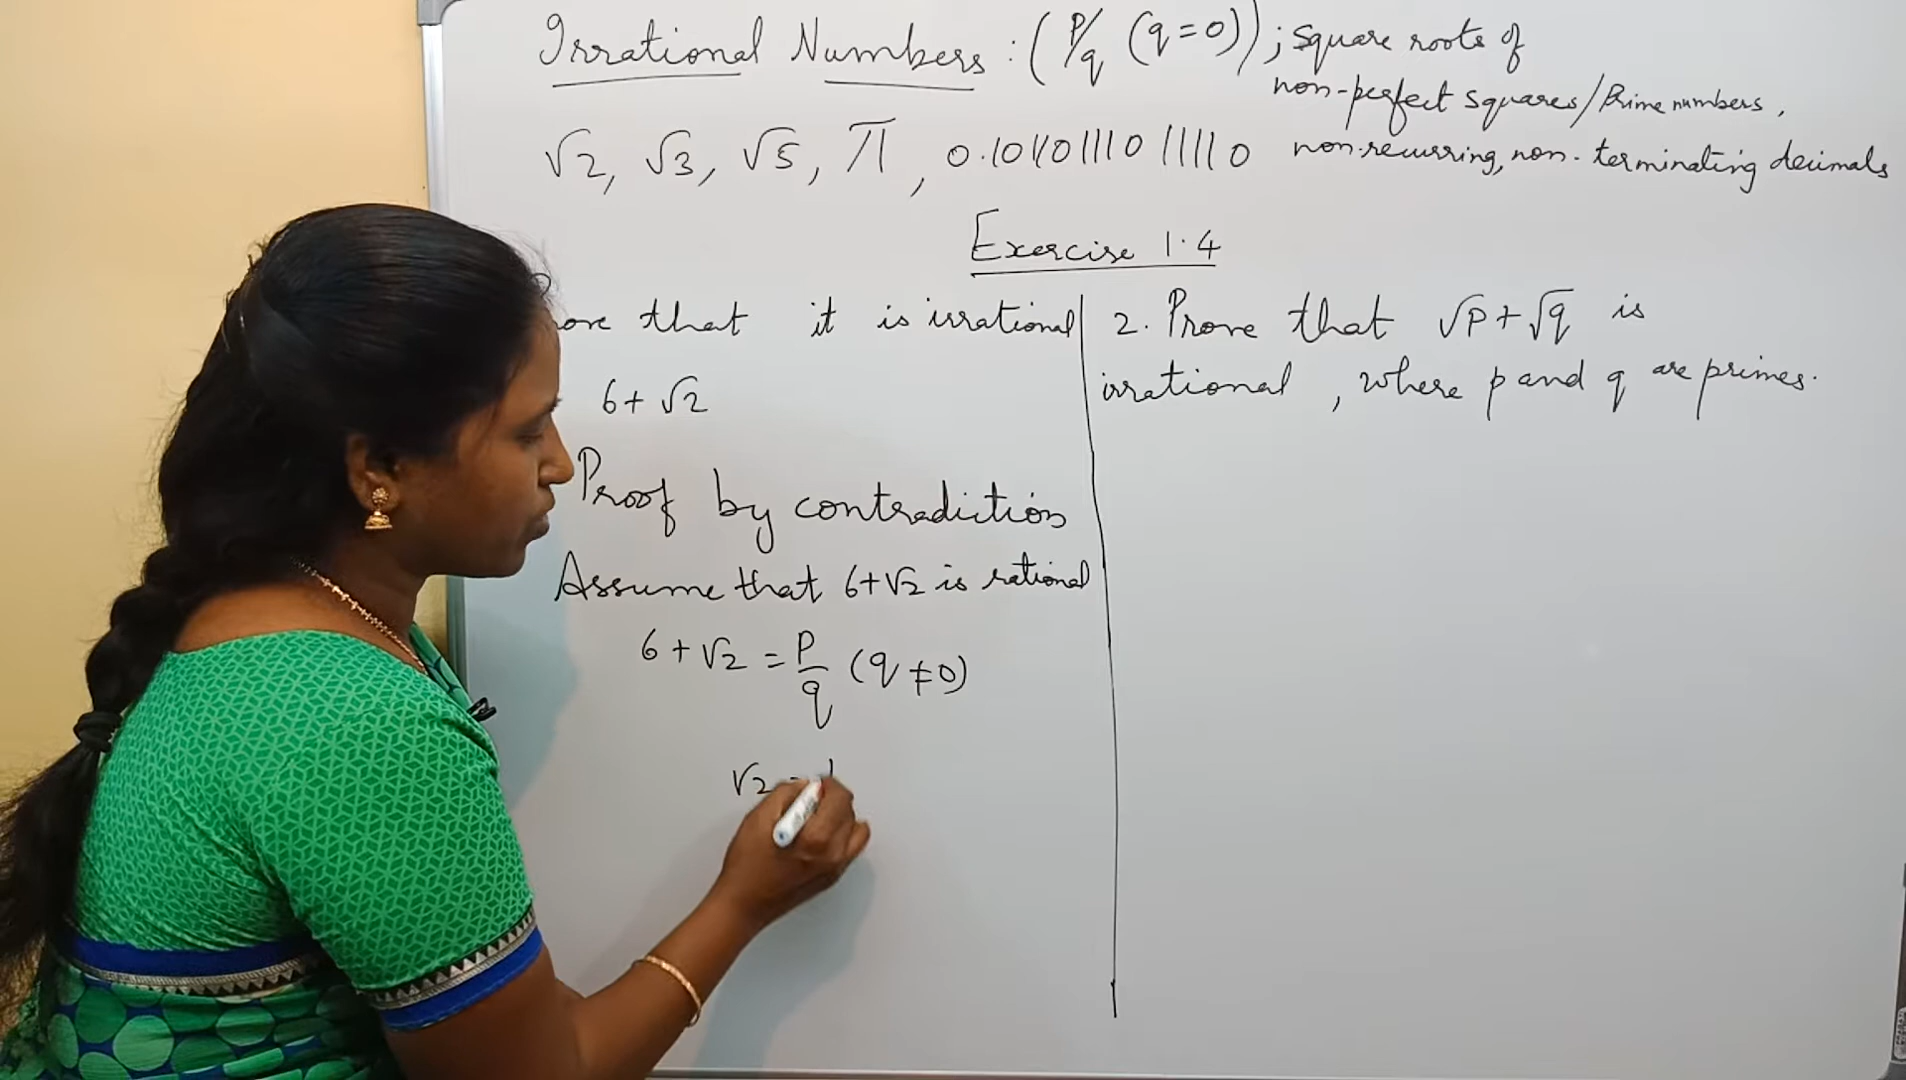 Irrational Numbers : (P/q (q=0)) ; square roots of
non-perfect squares/Prime numbers,
√2, √3, √5, π, 0.10110111011110 non-recurring, non-terminating decimals
Exercise 1.4
that it is irrational
6+√2
Proof by contradiction
Assume that 6+√2 is rational
6+√2 = p/q (q≠0)
√2 =
2. Prove that √p+√q is
irrational, where p and q are primes.